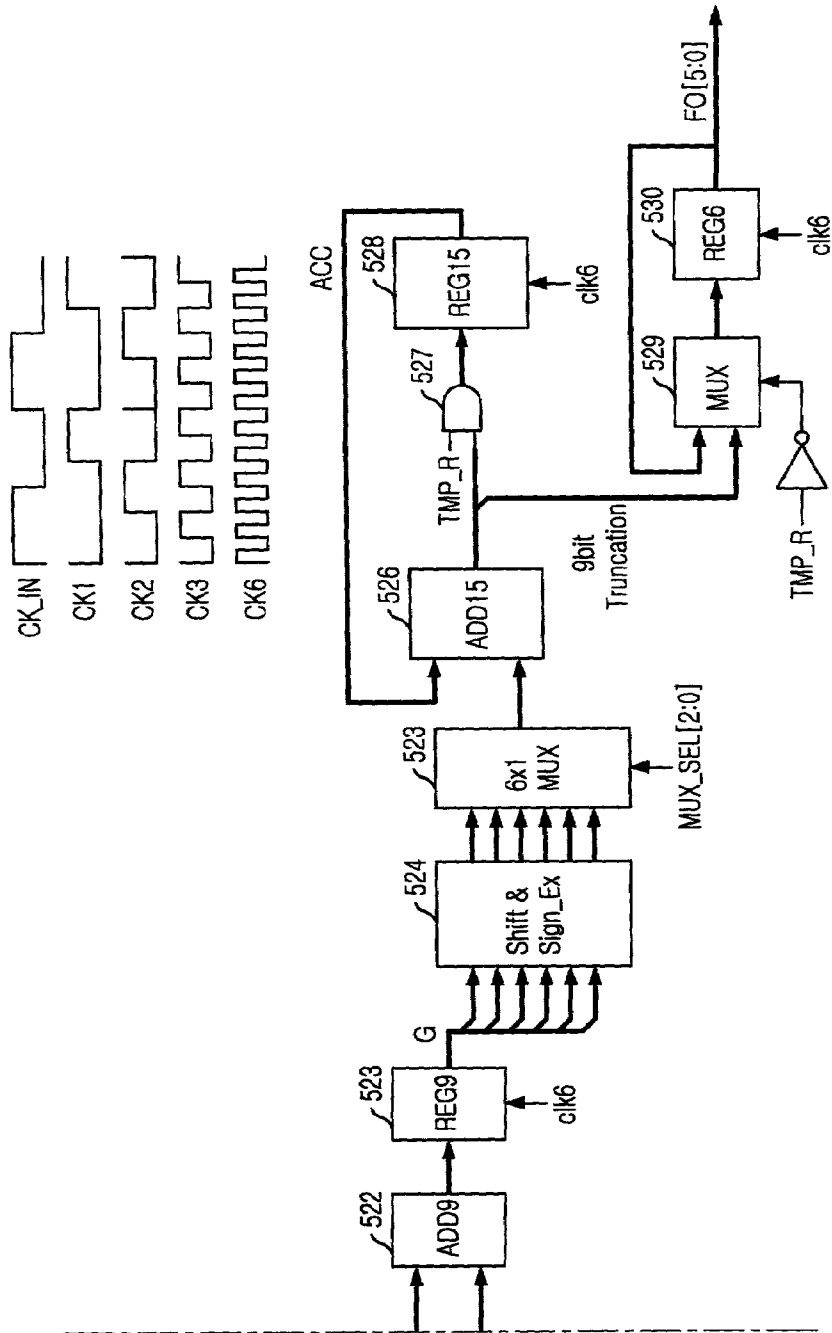 CK_IN
CK1
CK2
CK3
CK6
522
ADD9
523
REG9
clk6
G
524
Shift &
Sign_Ex
523
6x1
MUX
MUX_SEL[2:0]
526
ADD15
ACC
TMP_R
527
528
REG15
clk6
9bit
Truncation
529
MUX
TMP_R
530
REG6
clk6
FO[5:0]